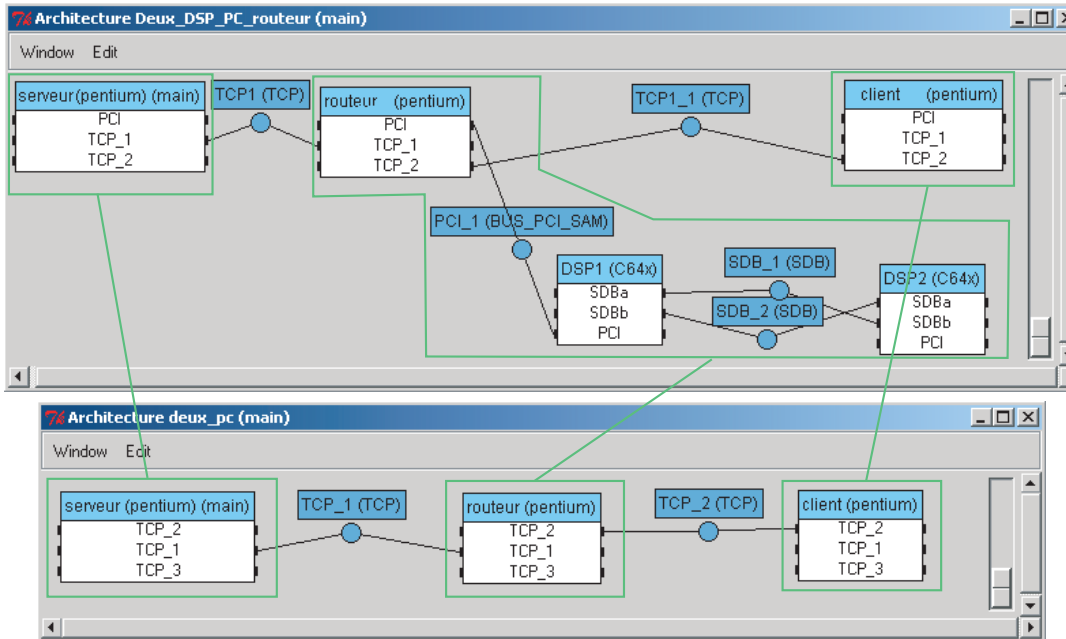 Architecture Deux_DSP_PC_routeur (main)
Window Edit
serveur(pentium) (main)
PCI
TCP_1
TCP_2
TCP1 (TCP)
routeur (pentium)
PCI
TCP_1
TCP_2
TCP1_1 (TCP)
client (pentium)
PCI
TCP_1
TCP_2
PCI_1 (BUS_PCI_SAM)
DSP1 (C64x)
SDBa
SDBb
PCI
SDB_1 (SDB)
SDB_2 (SDB)
DSP2 (C64x)
SDBa
SDBb
PCI
Architecture deux_pc (main)
Window Edit
serveur (pentium) (main)
TCP_2
TCP_1
TCP_3
TCP_1 (TCP)
routeur (pentium)
TCP_2
TCP_1
TCP_3
TCP_2 (TCP)
client (pentium)
TCP_2
TCP_1
TCP_3